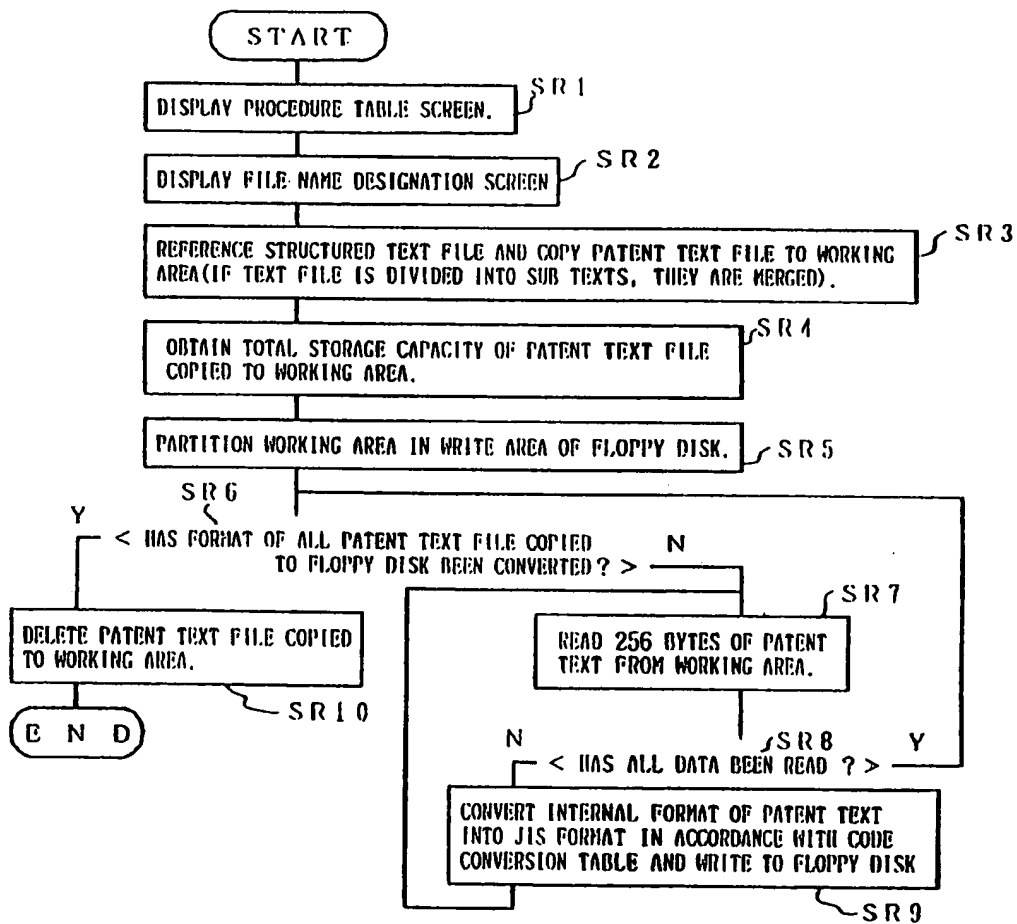 START
SR1
DISPLAY PROCEDURE TABLE SCREEN.
SR2
DISPLAY FILE NAME DESIGNATION SCREEN
SR3
REFERENCE STRUCTURED TEXT FILE AND COPY PATENT TEXT FILE TO WORKING
AREA(IF TEXT FILE IS DIVIDED INTO SUB TEXTS, THEY ARE MERGED).
SR4
OBTAIN TOTAL STORAGE CAPACITY OF PATENT TEXT FILE
COPIED TO WORKING AREA.
PARTITION WORKING AREA IN WRITE AREA OF FLOPPY DISK.
SR5
SR6
Y
< HAS FORMAT OF ALL PATENT TEXT FILE COPIED
TO FLOPPY DISK BEEN CONVERTED? >
N
SR7
DELETE PATENT TEXT FILE COPIED
TO WORKING AREA.
READ 256 BYTES OF PATENT
TEXT FROM WORKING AREA.
SR10
END
SR8
N
< HAS ALL DATA BEEN READ ? >
Y
CONVERT INTERNAL FORMAT OF PATENT TEXT
INTO JIS FORMAT IN ACCORDANCE WITH CODE
CONVERSION TABLE AND WRITE TO FLOPPY DISK
SR9